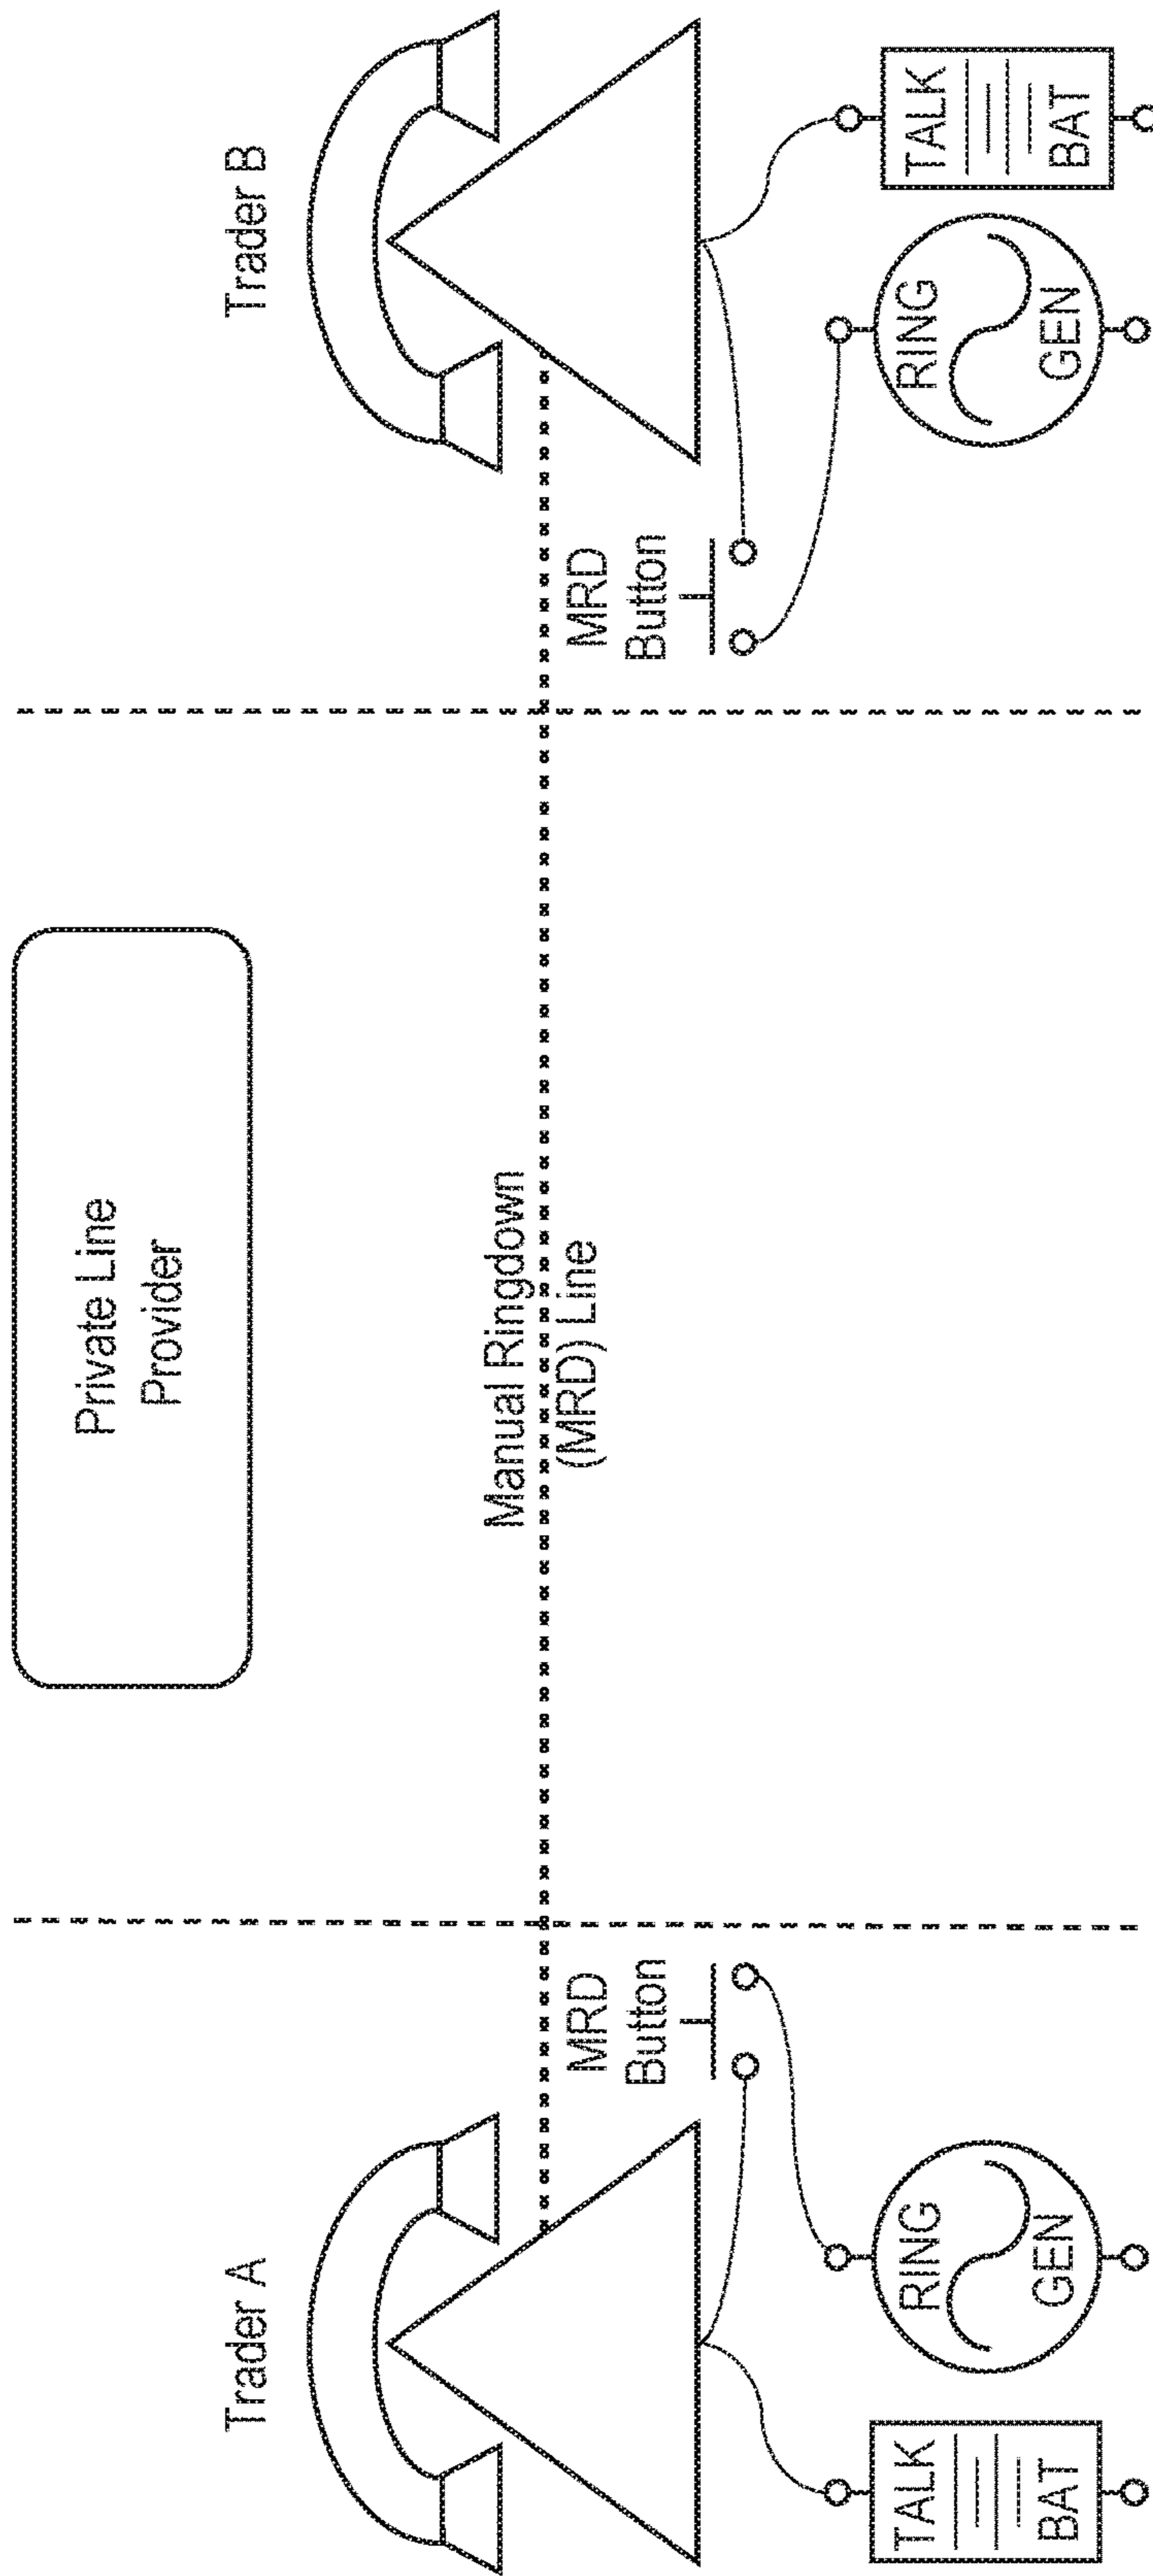 Trader A
Private Line
Provider
Trader B
Manual Ringdown
(MRD) Line
MRD
Button
MRD
Button
TALK
BAT
RING
GEN
RING
GEN
TALK
BAT